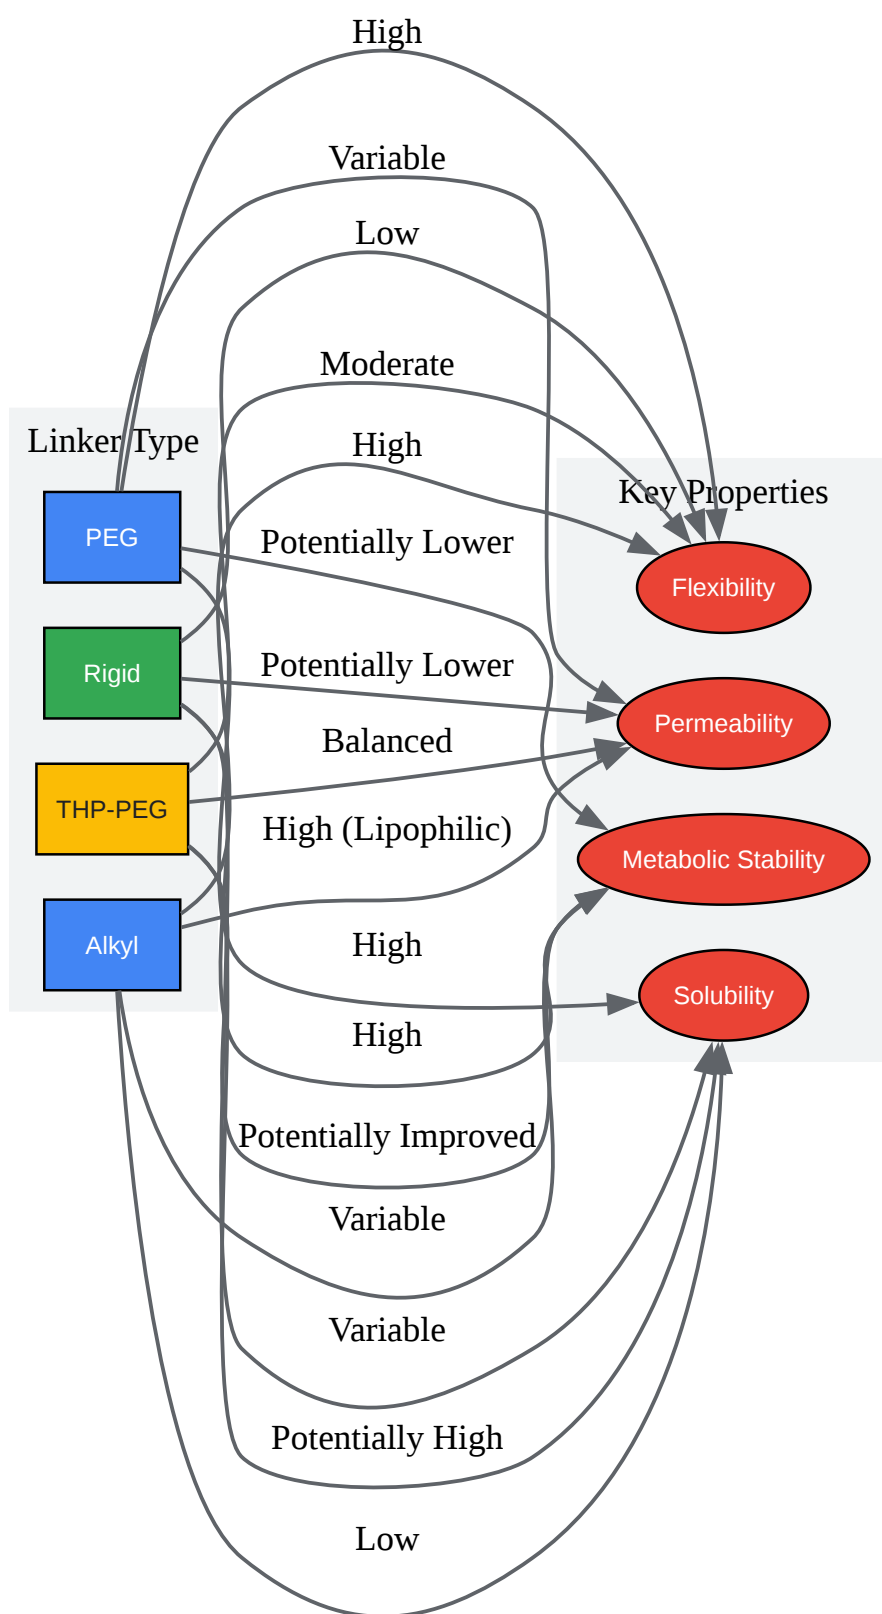 High
Variable
Low
Moderate
High
Linker Type
Key Properties
PEG
Potentially Lower
Flexibility
Rigid
Potentially Lower
Permeability
Balanced
THP-PEG
High (Lipophilic)
Metabolic Stability
Alkyl
High
Solubility
High
Potentially Improved
Variable
Variable
Potentially High
Low